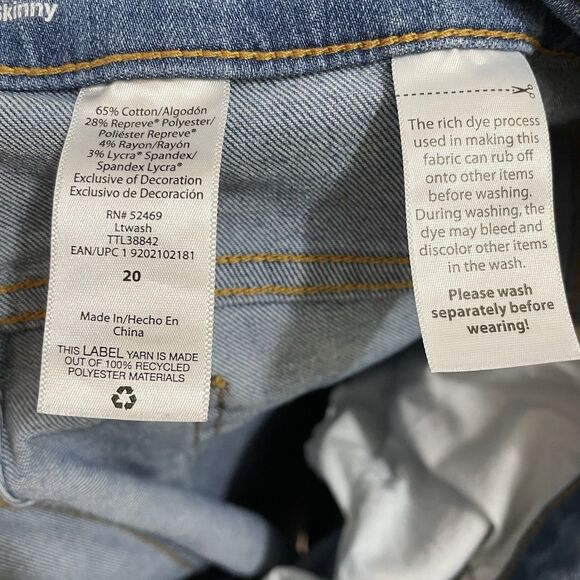 skinny
65% Cotton/Algodón
28% Repreve® Polyester/
Poliéster Repreve®
4% Rayon/Rayón
3% Lycra® Spandex/
Spandex Lycra®
Exclusive of Decoration
Exclusivo de Decoración
RN# 52469
Ltwash
TTL38842
EAN/UPC 1 9202102181
20
Made In/Hecho En
China
THIS LABEL YARN IS MADE
OUT OF 100% RECYCLED
POLYESTER MATERIALS
The rich dye process
used in making this
fabric can rub off
onto other items
before washing.
During washing, the
dye may bleed and
discolor other items
in the wash.
Please wash
separately before
wearing!